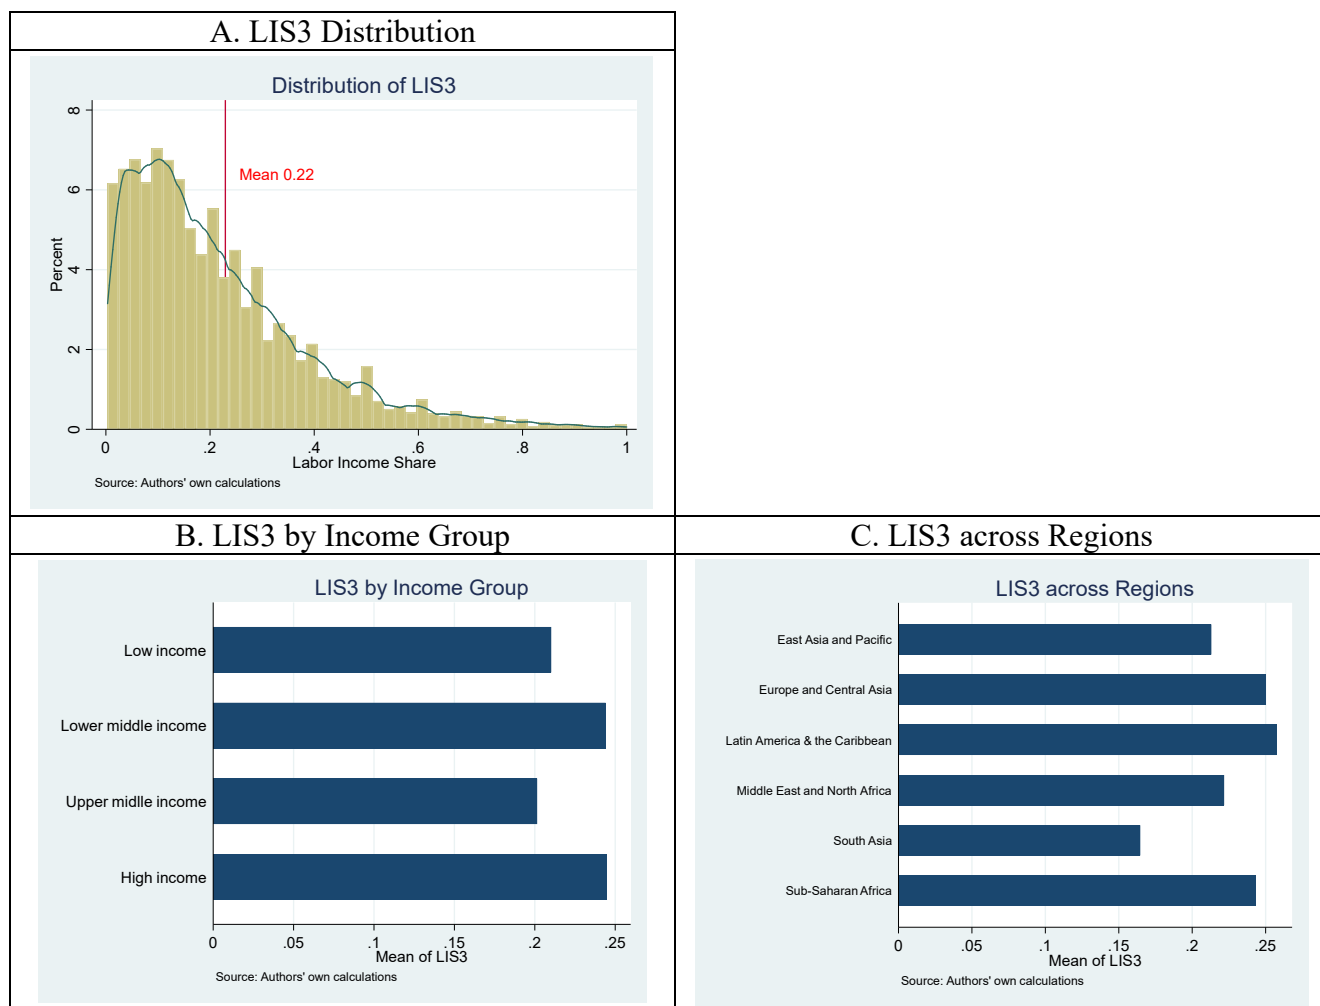 A. LIS3 Distribution
Distribution of LIS3
8
6
4
2
0
Percent
Mean 0.22
0 .2 .4 .6 .8 1
Labor Income Share
Source: Authors' own calculations
B. LIS3 by Income Group
LIS3 by Income Group
Low income
Lower middle income
Upper midlle income
High income
0 .05 .1 .15 .2 .25
Mean of LIS3
Source: Authors' own calculations
C. LIS3 across Regions
LIS3 across Regions
East Asia and Pacific
Europe and Central Asia
Latin America & the Caribbean
Middle East and North Africa
South Asia
Sub-Saharan Africa
0 .05 .1 .15 .2 .25
Mean of LIS3
Source: Authors' own calculations